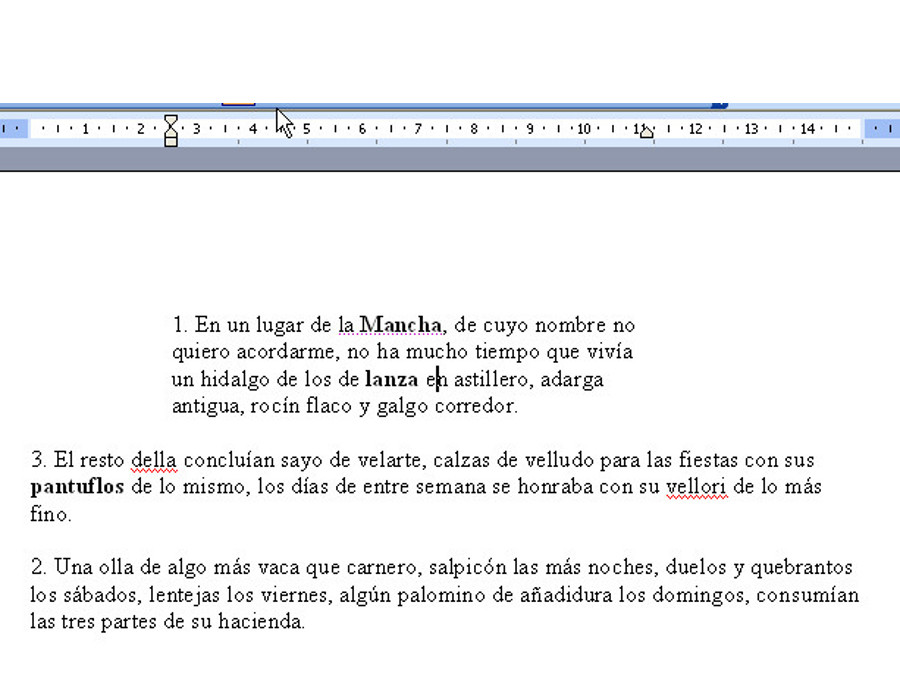 1 2 3 4 5 6 7 8 9 10 11 12 13 14
1. En un lugar de la Mancha, de cuyo nombre no
quiero acordarme, no ha mucho tiempo que vivía
un hidalgo de los de lanza en astillero, adarga
antigua, rocín flaco y galgo corredor.
3. El resto della concluían sayo de velarte, calzas de velludo para las fiestas con sus
pantuflos de lo mismo, los días de entre semana se honraba con su vellori de lo más
fino.
2. Una olla de algo más vaca que carnero, salpicón las más noches, duelos y quebrantos
los sábados, lentejas los viernes, algún palomino de añadidura los domingos, consumían
las tres partes de su hacienda.